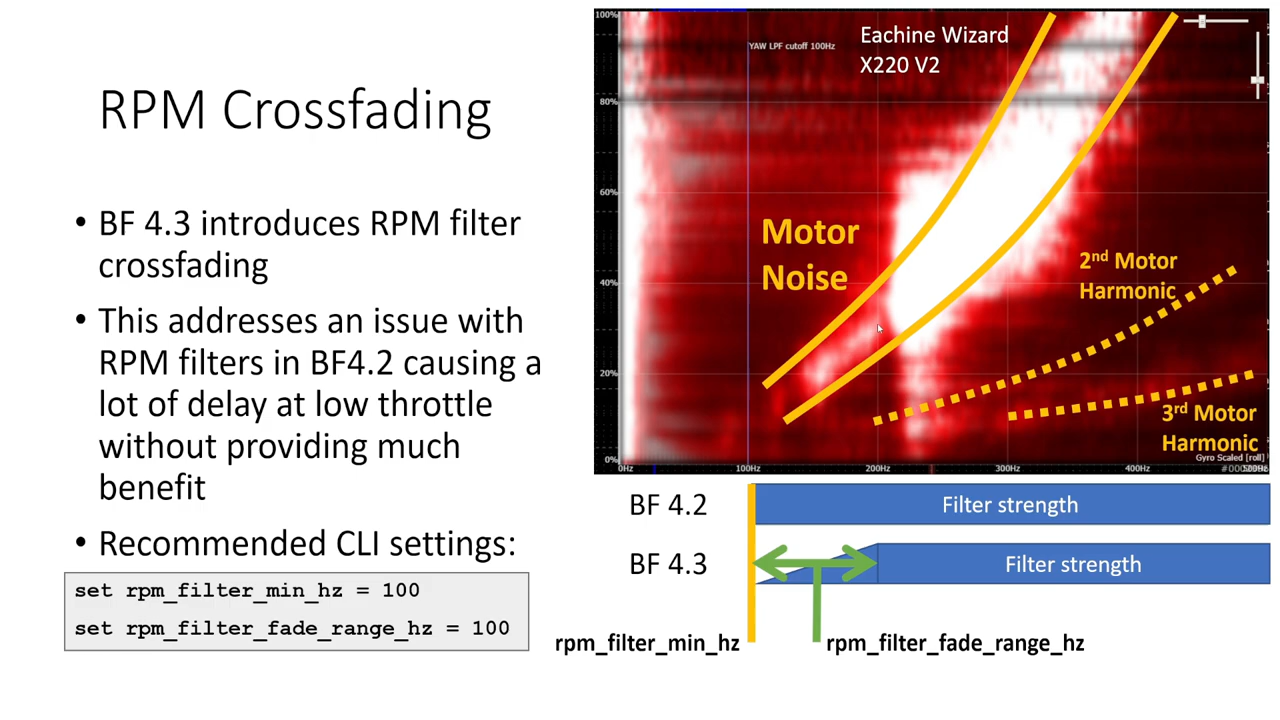 RPM Crossfading
• BF 4.3 introduces RPM filter
crossfading
• This addresses an issue with
RPM filters in BF4.2 causing a
lot of delay at low throttle
without providing much
benefit
• Recommended CLI settings:
set rpm_filter_min_hz = 100
set rpm_filter_fade_range_hz = 100
100%
80%
60%
40%
20%
0%
YAW LPF cutoff 100Hz
Eachine Wizard
X220 V2
Motor
Noise
2nd Motor
Harmonic
3rd Motor
Harmonic
Gyro Scaled [roll]
0Hz 100Hz 200Hz 300Hz 400Hz
BF 4.2 Filter strength
BF 4.3 Filter strength
rpm_filter_min_hz rpm_filter_fade_range_hz